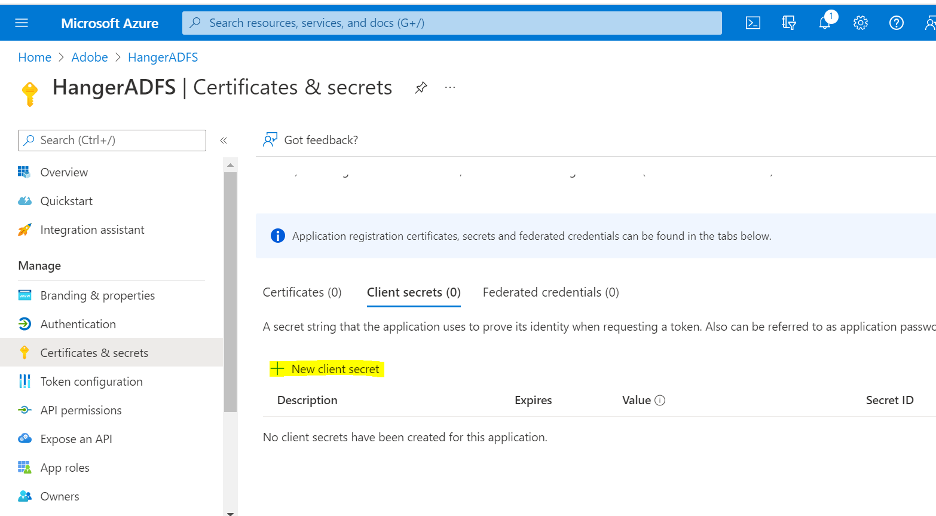 Microsoft Azure
Search resources, services, and docs (G+/)
1
Home > Adobe > HangerADFS
HangerADFS | Certificates & secrets
...
Search (Ctrl+/)
«
Got feedback?
Overview
Quickstart
Integration assistant
Manage
Branding & properties
Authentication
Certificates & secrets
Token configuration
API permissions
Expose an API
App roles
Owners
Application registration certificates, secrets and federated credentials can be found in the tabs below.
Certificates (0) Client secrets (0) Federated credentials (0)
A secret string that the application uses to prove its identity when requesting a token. Also can be referred to as application
+ New client secret
Description Expires Value Secret ID
No client secrets have been created for this application.